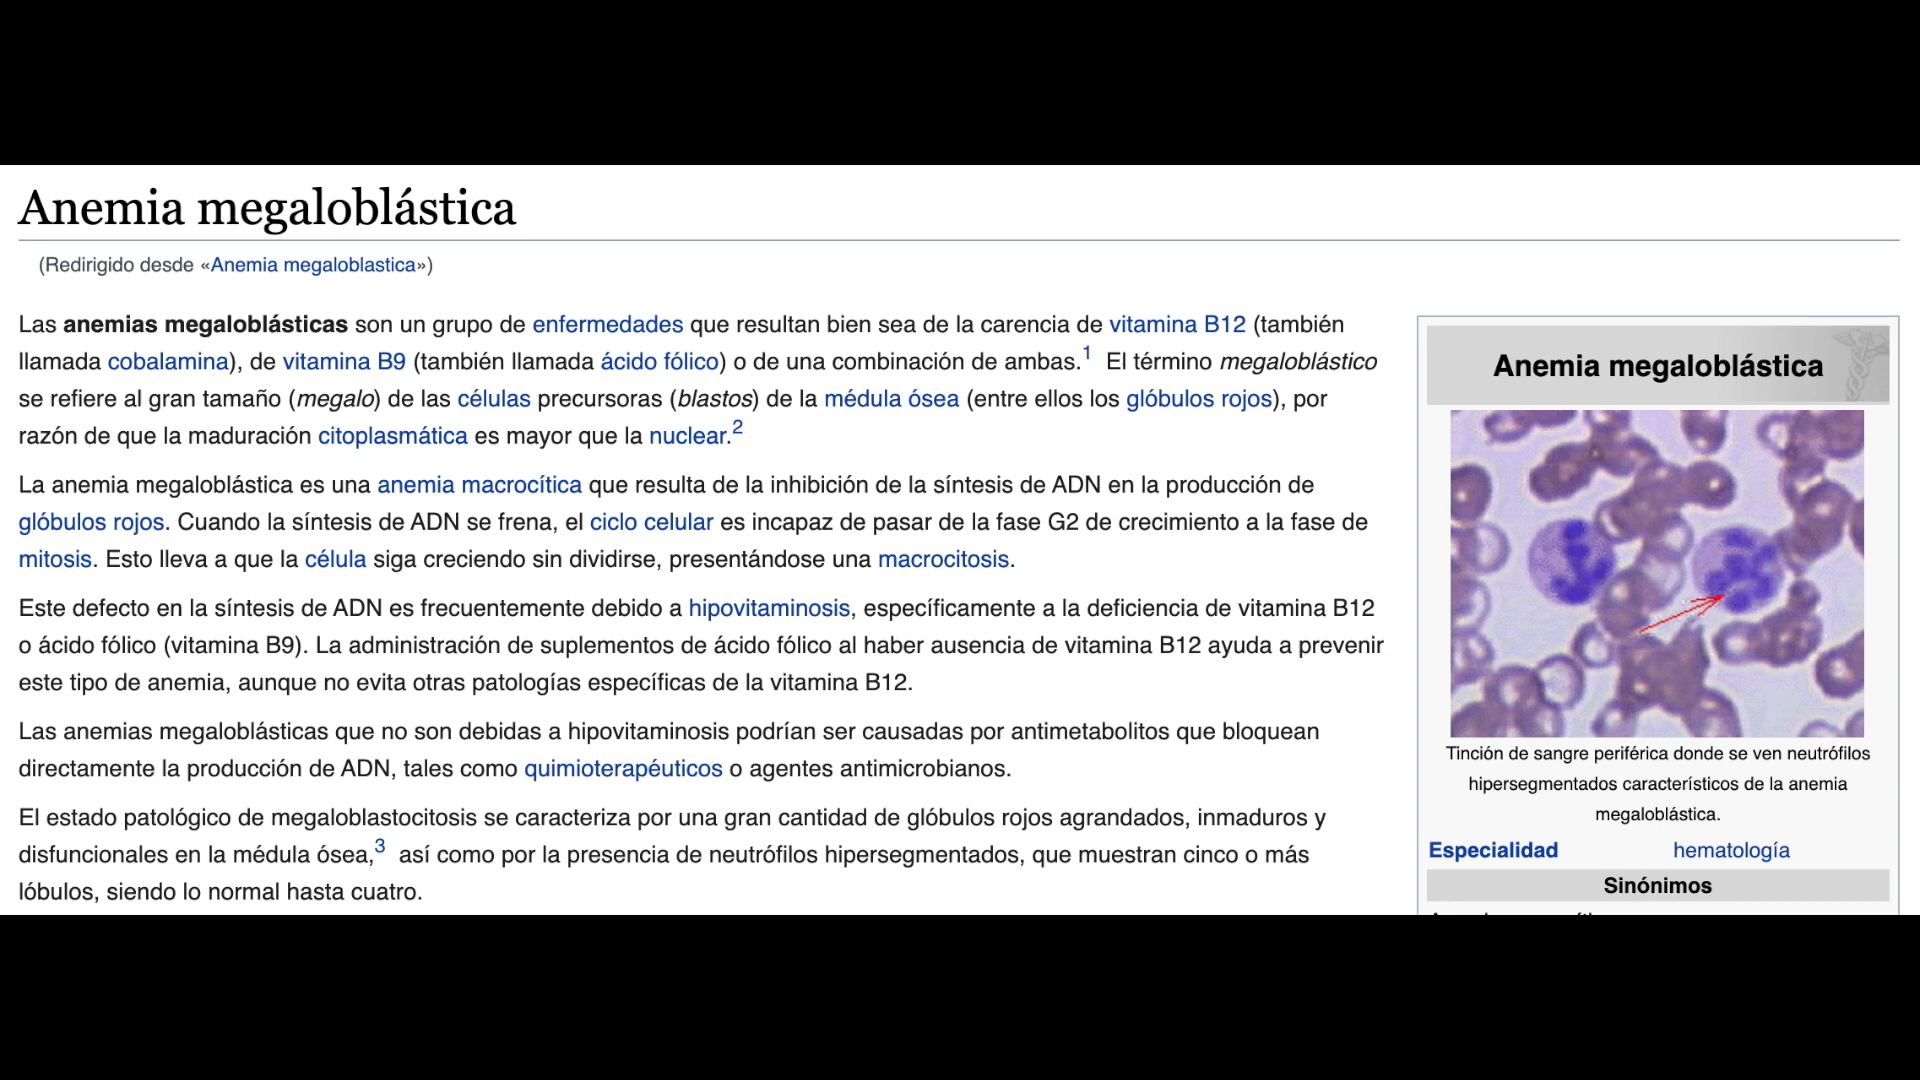 Anemia megaloblástica
(Redirigido desde «Anemia megaloblastica»)
Las anemias megaloblásticas son un grupo de enfermedades que resultan bien sea de la carencia de vitamina B12 (también
llamada cobalamina), de vitamina B9 (también llamada ácido fólico) o de una combinación de ambas.1 El término megaloblástico
se refiere al gran tamaño (megalo) de las células precursoras (blastos) de la médula ósea (entre ellos los glóbulos rojos), por
razón de que la maduración citoplasmática es mayor que la nuclear.2
La anemia megaloblástica es una anemia macrocítica que resulta de la inhibición de la síntesis de ADN en la producción de
glóbulos rojos. Cuando la síntesis de ADN se frena, el ciclo celular es incapaz de pasar de la fase G2 de crecimiento a la fase de
mitosis. Esto lleva a que la célula siga creciendo sin dividirse, presentándose una macrocitosis.
Este defecto en la síntesis de ADN es frecuentemente debido a hipovitaminosis, específicamente a la deficiencia de vitamina B12
o ácido fólico (vitamina B9). La administración de suplementos de ácido fólico al haber ausencia de vitamina B12 ayuda a prevenir
este tipo de anemia, aunque no evita otras patologías específicas de la vitamina B12.
Las anemias megaloblásticas que no son debidas a hipovitaminosis podrían ser causadas por antimetabolitos que bloquean
directamente la producción de ADN, tales como quimioterapéuticos o agentes antimicrobianos.
El estado patológico de megaloblastocitosis se caracteriza por una gran cantidad de glóbulos rojos agrandados, inmaduros y
disfuncionales en la médula ósea,3 así como por la presencia de neutrófilos hipersegmentados, que muestran cinco o más
lóbulos, siendo lo normal hasta cuatro.
Anemia megaloblástica
Tinción de sangre periférica donde se ven neutrófilos
hipersegmentados característicos de la anemia
megaloblástica.
Especialidad hematología
Sinónimos